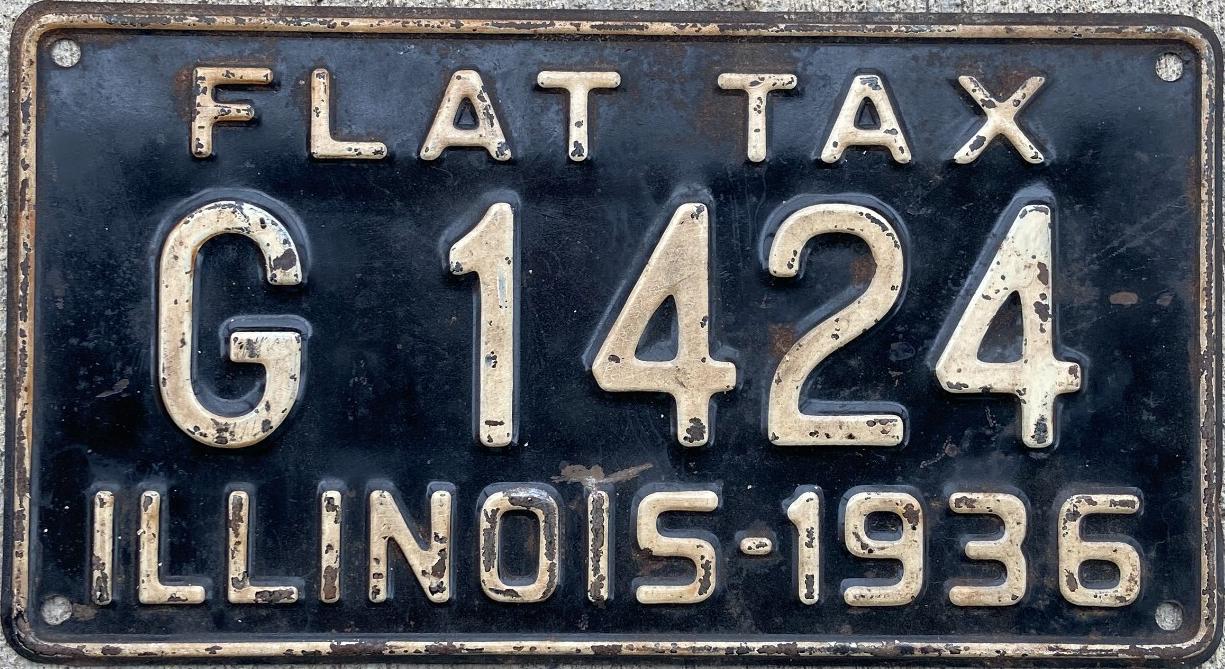 FLAT TAX
G 1424
ILLINOIS-1936